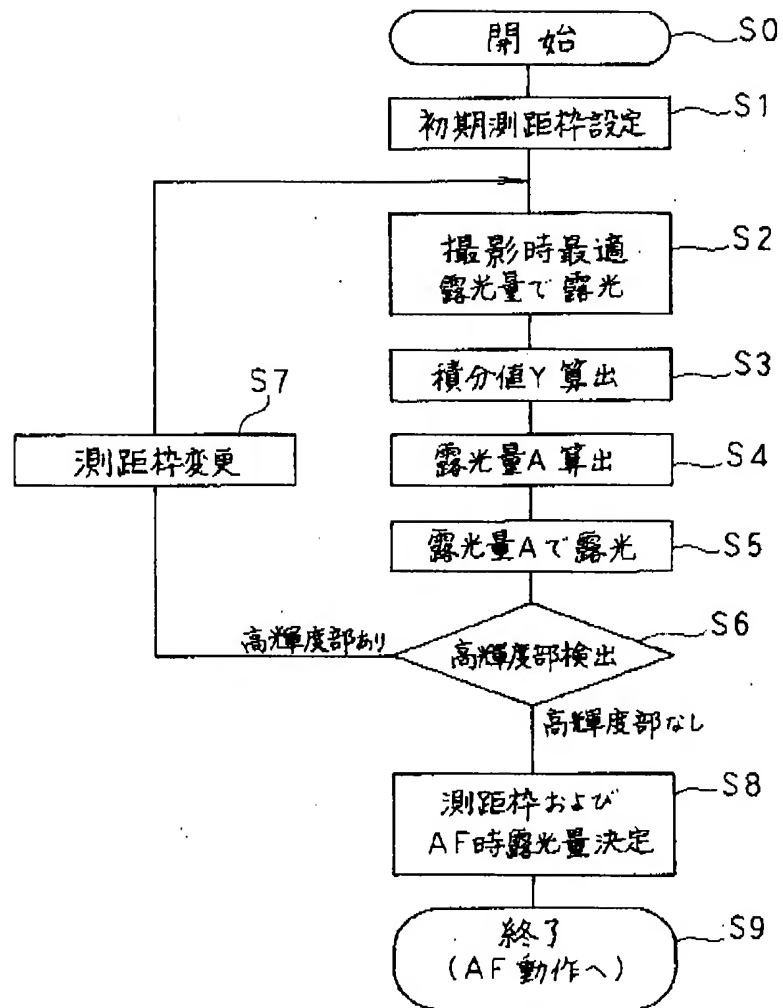 開始
S0
初期測距枠設定
S1
撮影時最適
露光量で露光
S2
積分値Y算出
S3
露光量A算出
S4
露光量Aで露光
S5
高輝度部検出
S6
高輝度部あり
測距枠変更
S7
高輝度部なし
測距枠および
AF時露光量決定
S8
終了
(AF動作へ)
S9